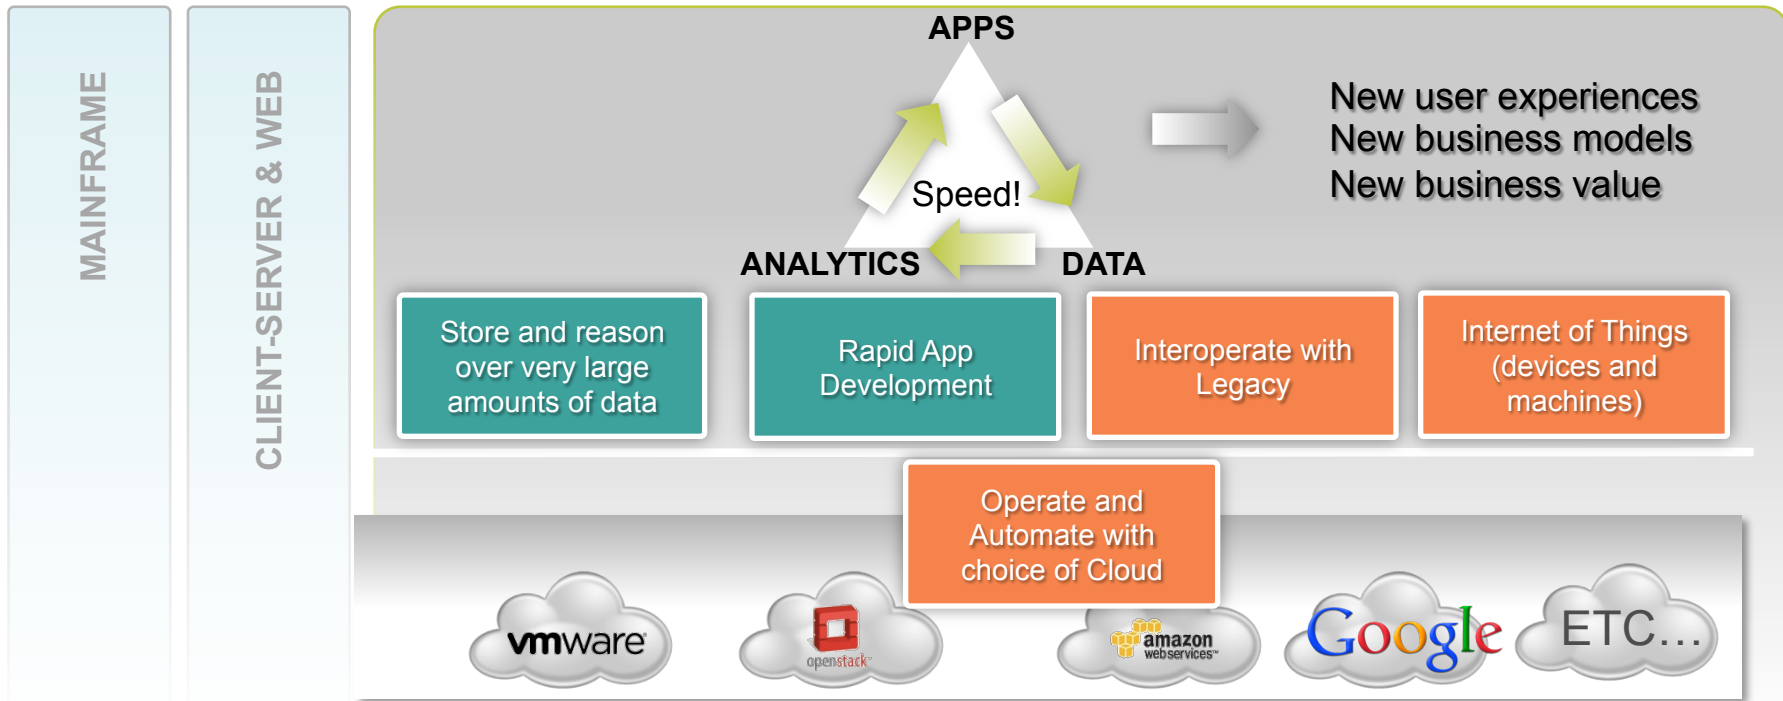 MAINFRAME
CLIENT-SERVER & WEB
APPS
Speed!
ANALYTICS
DATA
New user experiences
New business models
New business value
Store and reason
over very large
amounts of data
Rapid App
Development
Interoperate with
Legacy
Internet of Things
(devices and
machines)
Operate and
Automate with
choice of Cloud
vmware®
openstack™
amazon
webservices™
Google
ETC...